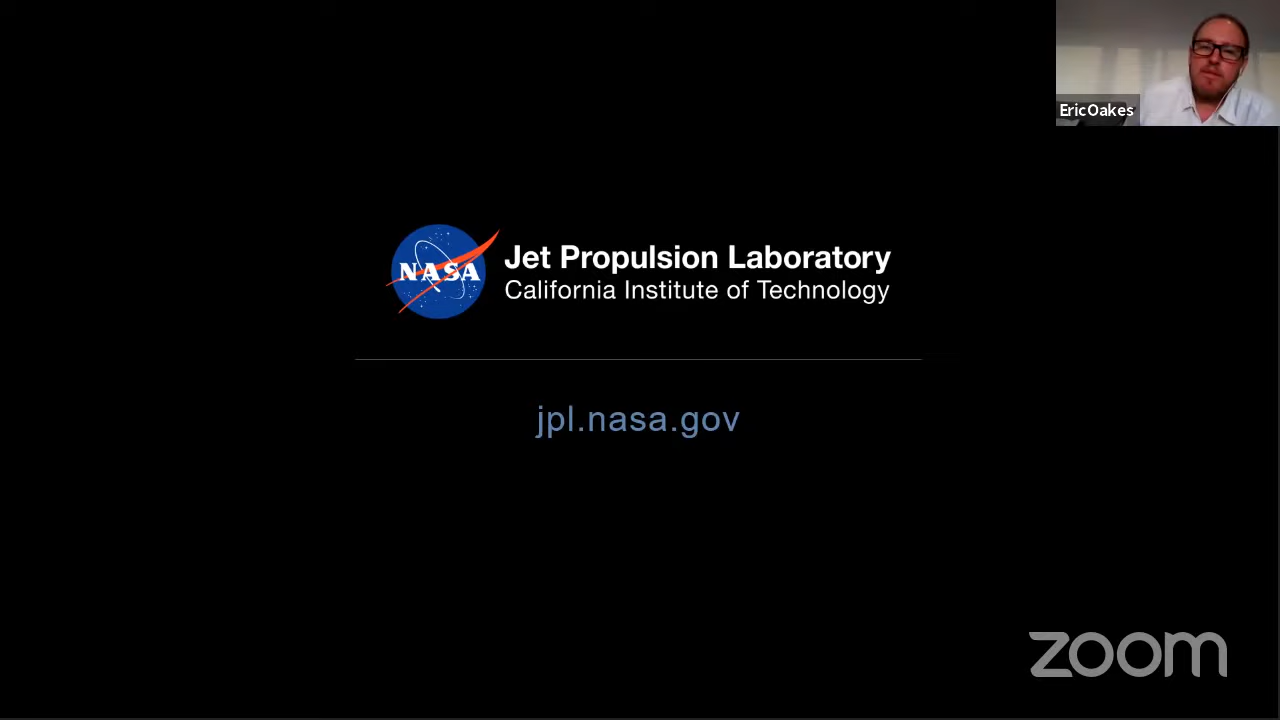 EricOakes
NASA
Jet Propulsion Laboratory
California Institute of Technology
jpl.nasa.gov
zoom